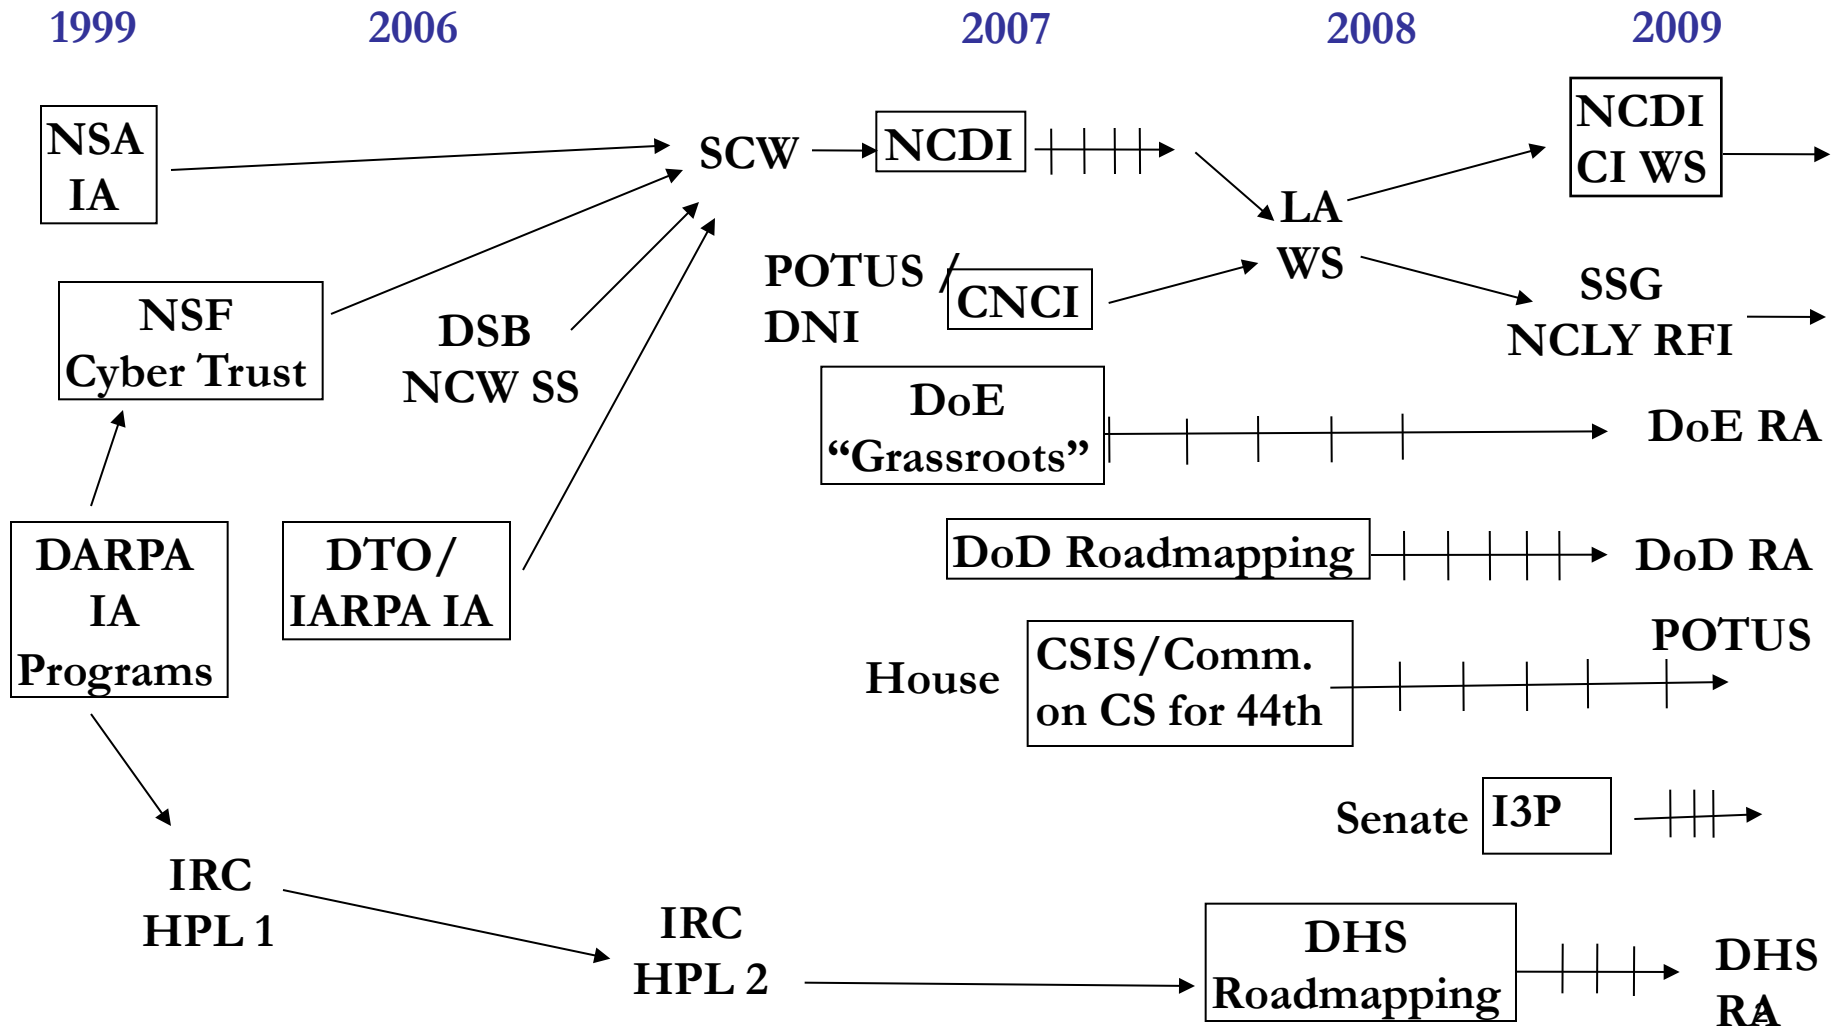 1999 2006 2007 2008 2009
NSA
IA
SCW
NCDI
NCDI
CI WS
LA
WS
POTUS /
DNI
CNCI
SSG
NCLY RFI
NSF
Cyber Trust
DSB
NCW SS
DoE
“Grassroots”
DoE RA
DARPA
IA
Programs
DTO/
IARPA IA
DoD Roadmapping
DoD RA
House
CSIS/Comm.
on CS for 44th
POTUS
Senate
I3P
IRC
HPL 1
IRC
HPL 2
DHS
Roadmapping
DHS
RA
2